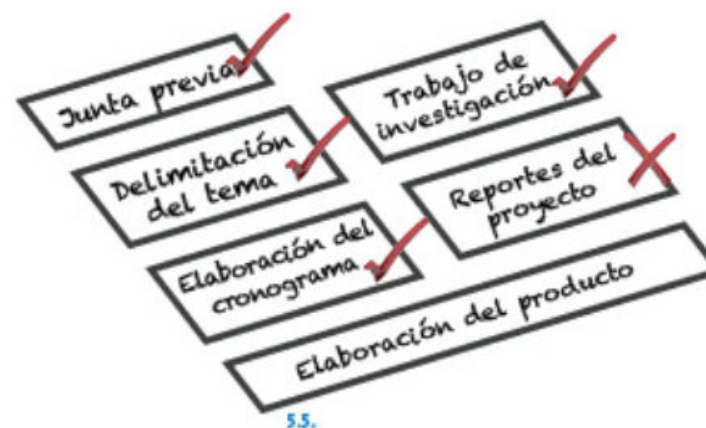 Junta previa
Delimitación
del tema
Elaboración del
cronograma
Trabajo de
investigación
Reportes del
proyecto
Elaboración del producto
5.5.